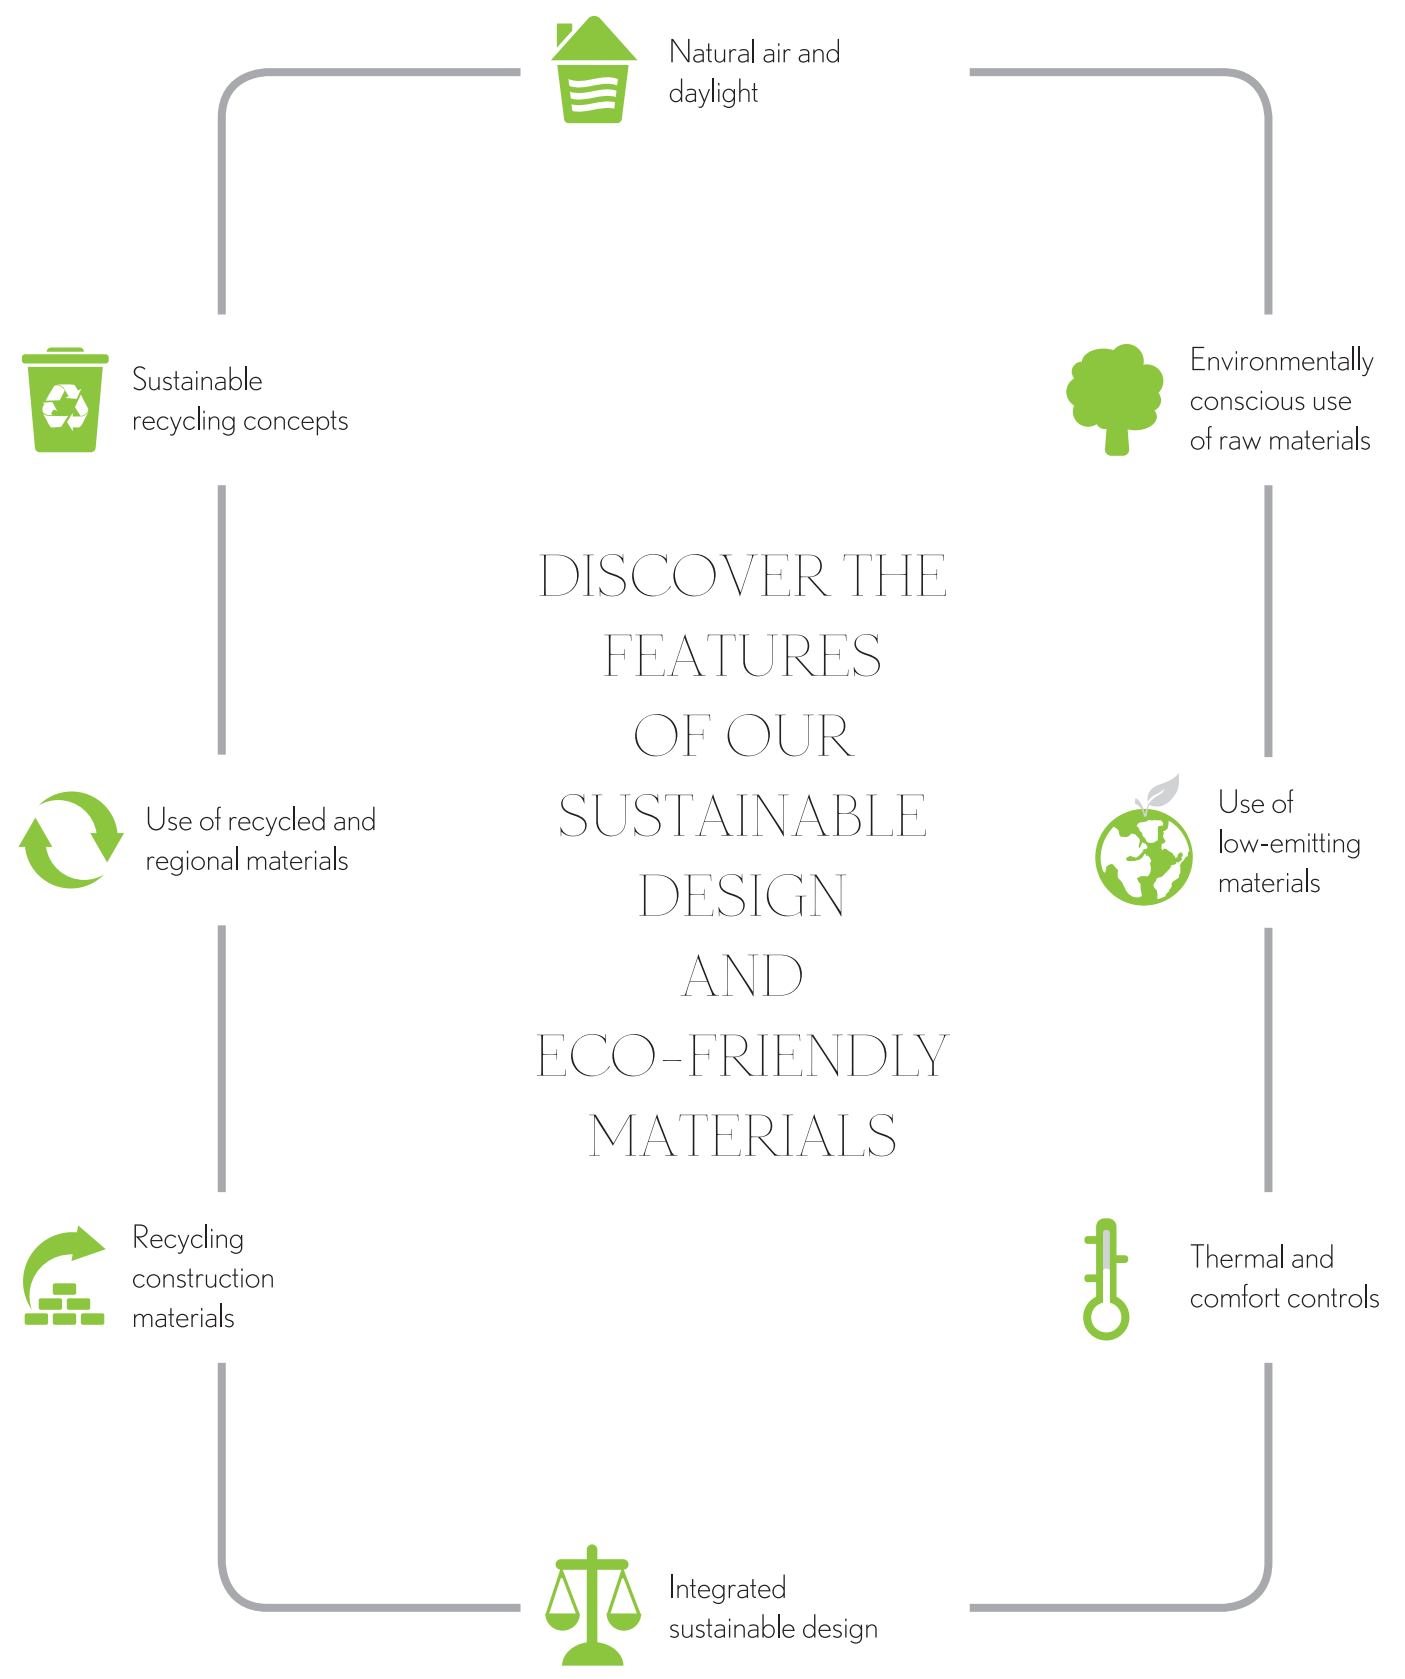 Natural air and
daylight
Sustainable
recycling concepts
Environmentally
conscious use
of raw materials
DISCOVER THE
FEATURES
OF OUR
SUSTAINABLE
DESIGN
AND
ECO-FRIENDLY
MATERIALS
Use of recycled and
regional materials
Use of
low-emitting
materials
Recycling
construction
materials
Thermal and
comfort controls
Integrated
sustainable design